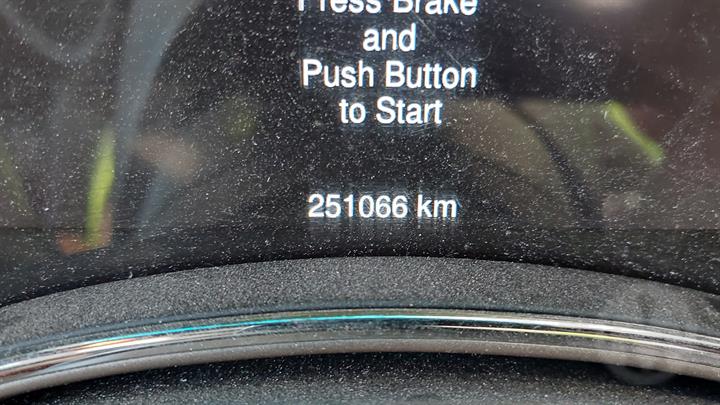 Press Brake
and
Push Button
to Start
251066 km